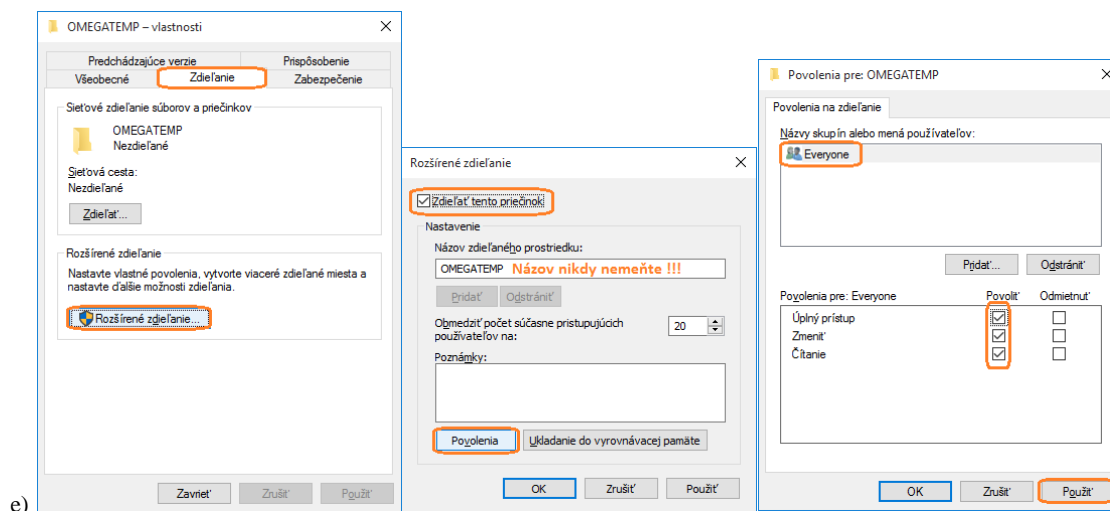 OMEGATEMP – vlastnosti
Predchádzajúce verzie
Prispôsobenie
Všeobecné
Zdieľanie
Zabezpečenie
Sieťové zdieľanie súborov a priečinkov
OMEGATEMP
Nezdieľané
Sieťová cesta:
Nezdieľané
Zdieľať...
Rozšírené zdieľanie
Nastavte vlastné povolenia, vytvorte viaceré zdieľané miesta a
nastavte ďalšie možnosti zdieľania.
Rozšírené zdieľanie...
Zavrieť
Zrušiť
Použiť
Rozšírené zdieľanie
Zdieľať tento priečinok
Nastavenie
Názov zdieľaného prostriedku:
OMEGATEMP Názov nikdy nemeňte !!!
Pridať
Odstrániť
Obmedziť počet súčasne pristupujúcich
používateľov na:
20
Poznámky:
Povolenia
Ukladanie do vyrovnávacej pamäte
OK
Zrušiť
Použiť
Povolenia pre: OMEGATEMP
Povolenia na zdieľanie
Názvy skupín alebo mená používateľov:
Everyone
Pridať...
Odstrániť
Povolenia pre: Everyone
Povoliť
Odmietnuť
Úplný prístup
Zmeniť
Čítanie
OK
Zrušiť
Použiť
e)